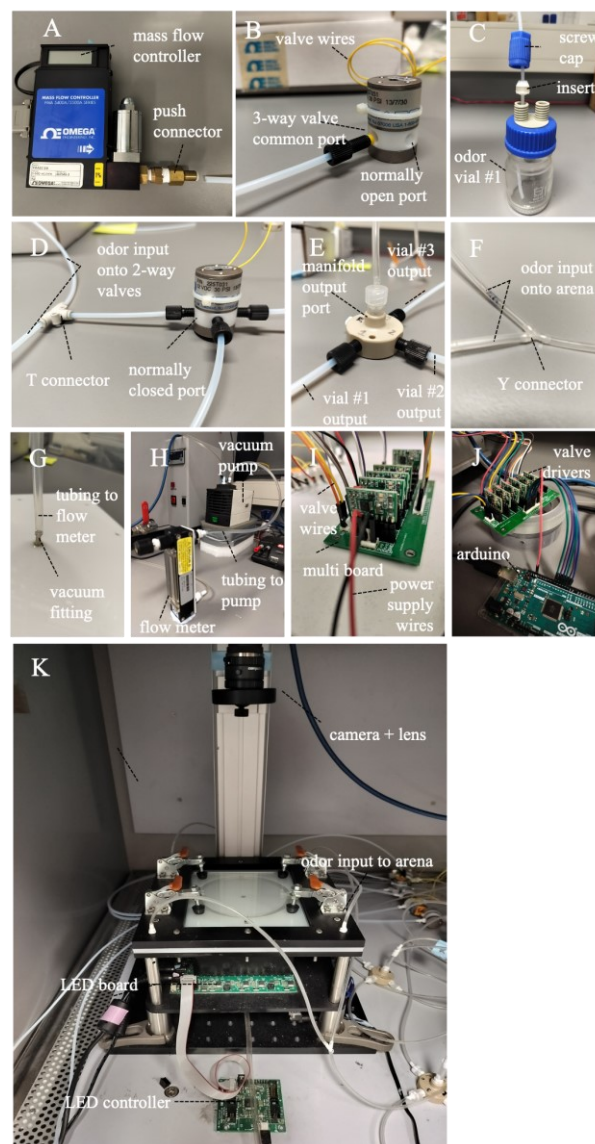 A
mass flow
controller
MASS FLOW CONTROLLER
push
connector
OMEGA
B
valve wires
3-way valve
common port
normally
open port
C
screw
cap
insert
odor
vial #1
D
odor input
onto 2-way
valves
T connector
normally
closed port
E
manifold
output
port
vial #3
output
vial #1
output
vial #2
output
F
odor input
onto arena
Y connector
G
tubing to
flow
meter
vacuum
fitting
H
vacuum
pump
tubing to
pump
flow meter
I
valve
wires
multi board
power
supply
wires
J
valve
drivers
arduino
K
camera + lens
odor input to arena
LED board
LED controller